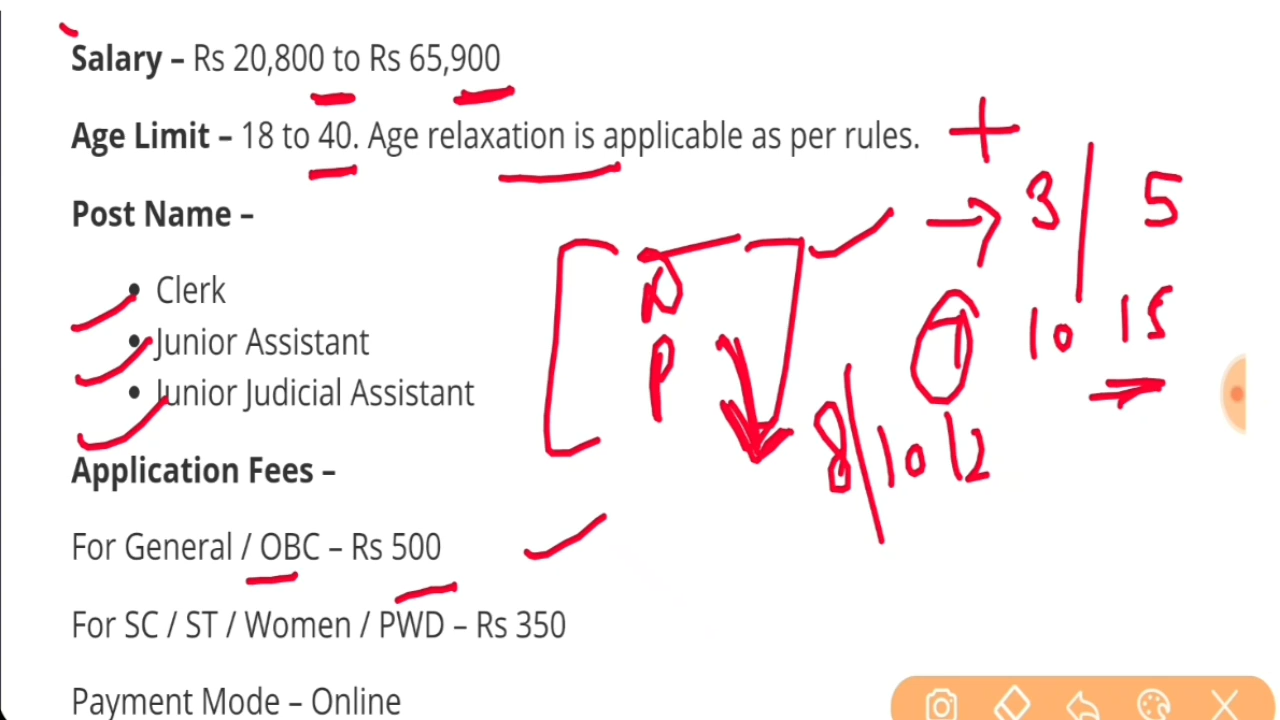 Salary – Rs 20,800 to Rs 65,900
Age Limit – 18 to 40. Age relaxation is applicable as per rules. +
Post Name –
3 / 5
• Clerk
10 15
• Junior Assistant
P
• Junior Judicial Assistant
8/10 12
Application Fees –
For General / OBC – Rs 500
For SC / ST / Women / PWD – Rs 350
Payment Mode – Online